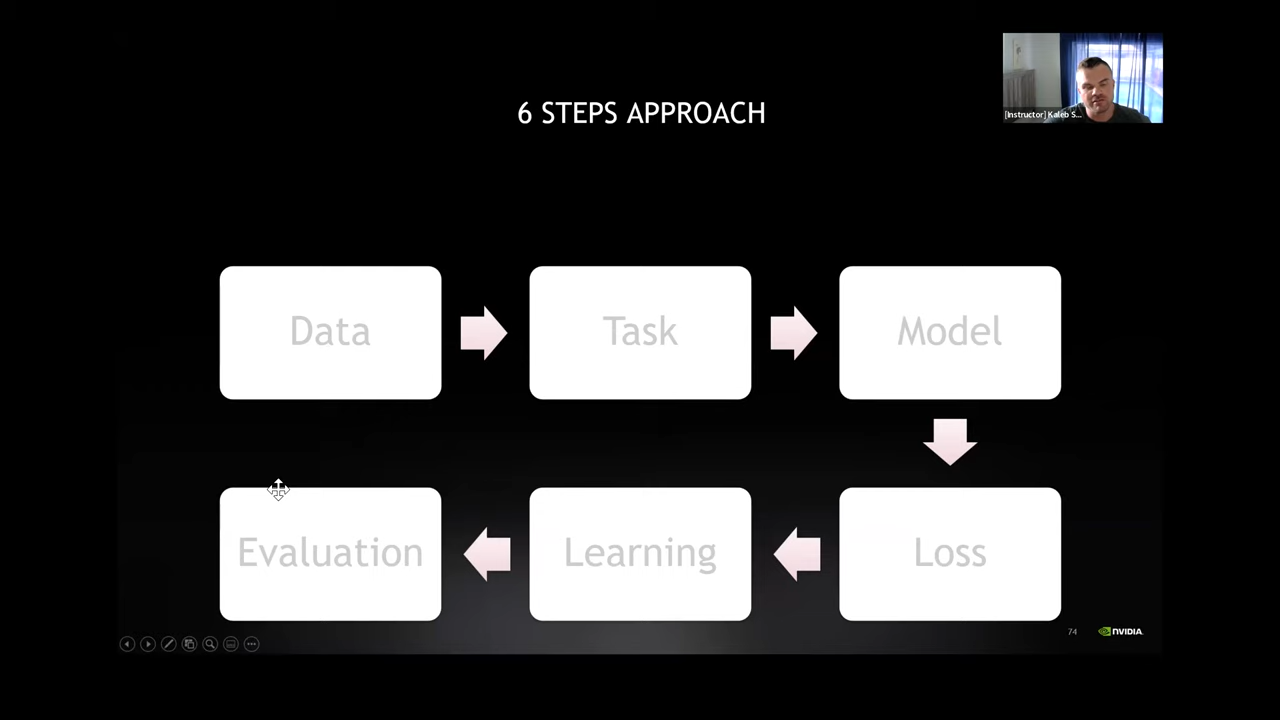 6 STEPS APPROACH
[Instructor] Kaleb S...
Data
Task
Model
Evaluation
Learning
Loss
74
NVIDIA.